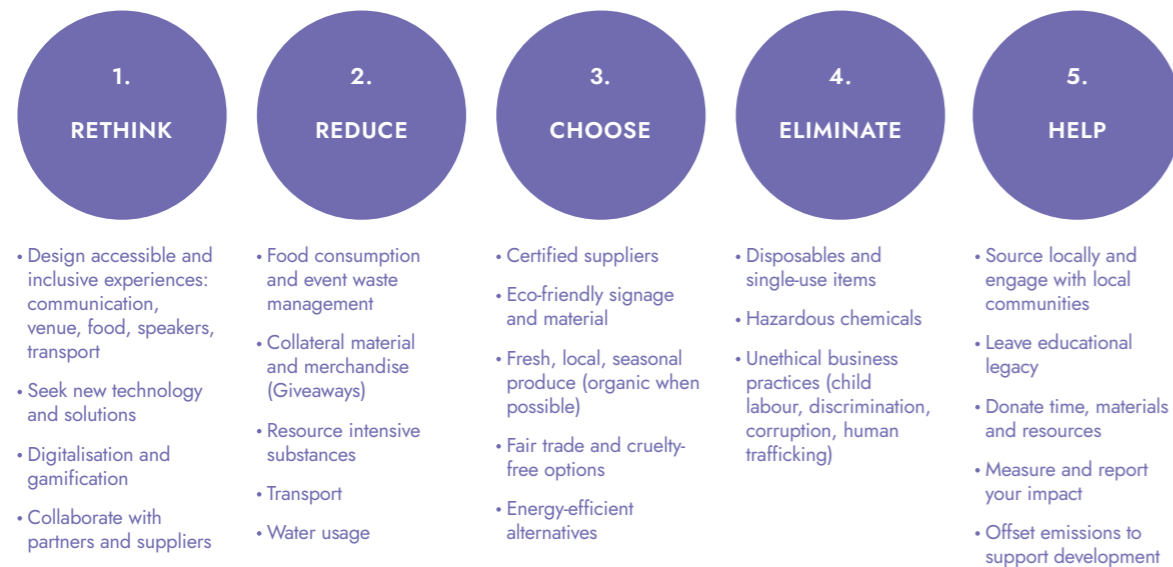 1.
RETHINK
• Design accessible and
inclusive experiences:
communication,
venue, food, speakers,
transport
• Seek new technology
and solutions
• Digitalisation and
gamification
• Collaborate with
partners and suppliers
2.
REDUCE
• Food consumption
and event waste
management
• Collateral material
and merchandise
(Giveaways)
• Resource intensive
substances
• Transport
• Water usage
3.
CHOOSE
• Certified suppliers
• Eco-friendly signage
and material
• Fresh, local, seasonal
produce (organic when
possible)
• Fair trade and cruelty-
free options
• Energy-efficient
alternatives
4.
ELIMINATE
• Disposables and
single-use items
• Hazardous chemicals
• Unethical business
practices (child
labour, discrimination,
corruption, human
trafficking)
5.
HELP
• Source locally and
engage with local
communities
• Leave educational
legacy
• Donate time, materials
and resources
• Measure and report
your impact
• Offset emissions to
support development